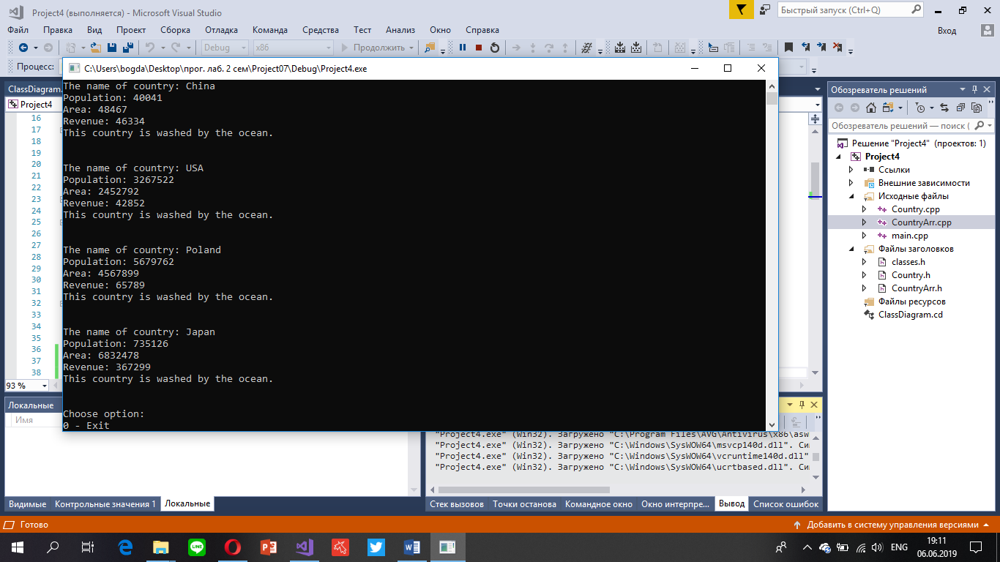 Project4 (выполняется) - Microsoft Visual Studio
Быстрый запуск (Ctrl+Q)
Файл Правка Вид Проект Сборка Отладка Команда Средства Тест Анализ Окно Справка
Вход
Debug x86 Продолжить
Процесс:
C:\Users\bogda\Desktop\прог. лаб. 2 сем\Project07\Debug\Project4.exe
ClassDiagram.
Project4
16
17
18
19
20
21
22
23
24
25
26
27
28
29
30
31
32
33
34
35
36
37
38
93 %
The name of country: China
Population: 40041
Area: 48467
Revenue: 46334
This country is washed by the ocean.
The name of country: USA
Population: 3267522
Area: 2452792
Revenue: 42852
This country is washed by the ocean.
The name of country: Poland
Population: 5679762
Area: 4567899
Revenue: 65789
This country is washed by the ocean.
The name of country: Japan
Population: 735126
Area: 6832478
Revenue: 367299
This country is washed by the ocean.
Choose option:
0 - Exit
Обозреватель решений
Обозреватель решений — поиск (
Решение "Project4" (проектов: 1)
Project4
Ссылки
Внешние зависимости
Исходные файлы
Country.cpp
CountryArr.cpp
main.cpp
Файлы заголовков
classes.h
Country.h
CountryArr.h
Файлы ресурсов
ClassDiagram.cd
Локальные
Имя
"Project4.exe" (Win32). Загружено "C:\Program Files\AVG\Antivirus\x86\asw
"Project4.exe" (Win32). Загружено "C:\Windows\SysWOW64\msvcp140d.dll". Си
"Project4.exe" (Win32). Загружено "C:\Windows\SysWOW64\vcruntime140d.dll"
"Project4.exe" (Win32). Загружено "C:\Windows\SysWOW64\ucrtbased.dll". Си
Видимые Контрольные значения 1 Локальные
Стек вызовов Точки останова Командное окно Окно интерпре... Вывод Список ошибок
Готово
Добавить в систему управления версиями
LINE
ENG
19:11
06.06.2019